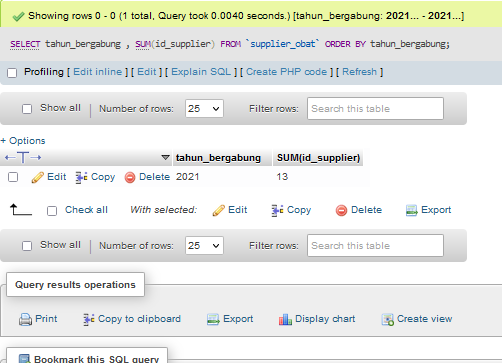 Showing rows 0 - 0 (1 total, Query took 0.0040 seconds.) [tahun_bergabung: 2021... - 2021...]
SELECT tahun_bergabung , SUM(id_supplier) FROM `supplier_obat` ORDER BY tahun_bergabung;
Profiling [ Edit inline ] [ Edit ] [ Explain SQL ] [ Create PHP code ] [ Refresh ]
Show all Number of rows: 25 Filter rows: Search this table
+ Options
tahun_bergabung SUM(id_supplier)
Edit Copy Delete 2021 13
Check all With selected: Edit Copy Delete Export
Show all Number of rows: 25 Filter rows: Search this table
Query results operations
Print Copy to clipboard Export Display chart Create view
Bookmark this SQL query